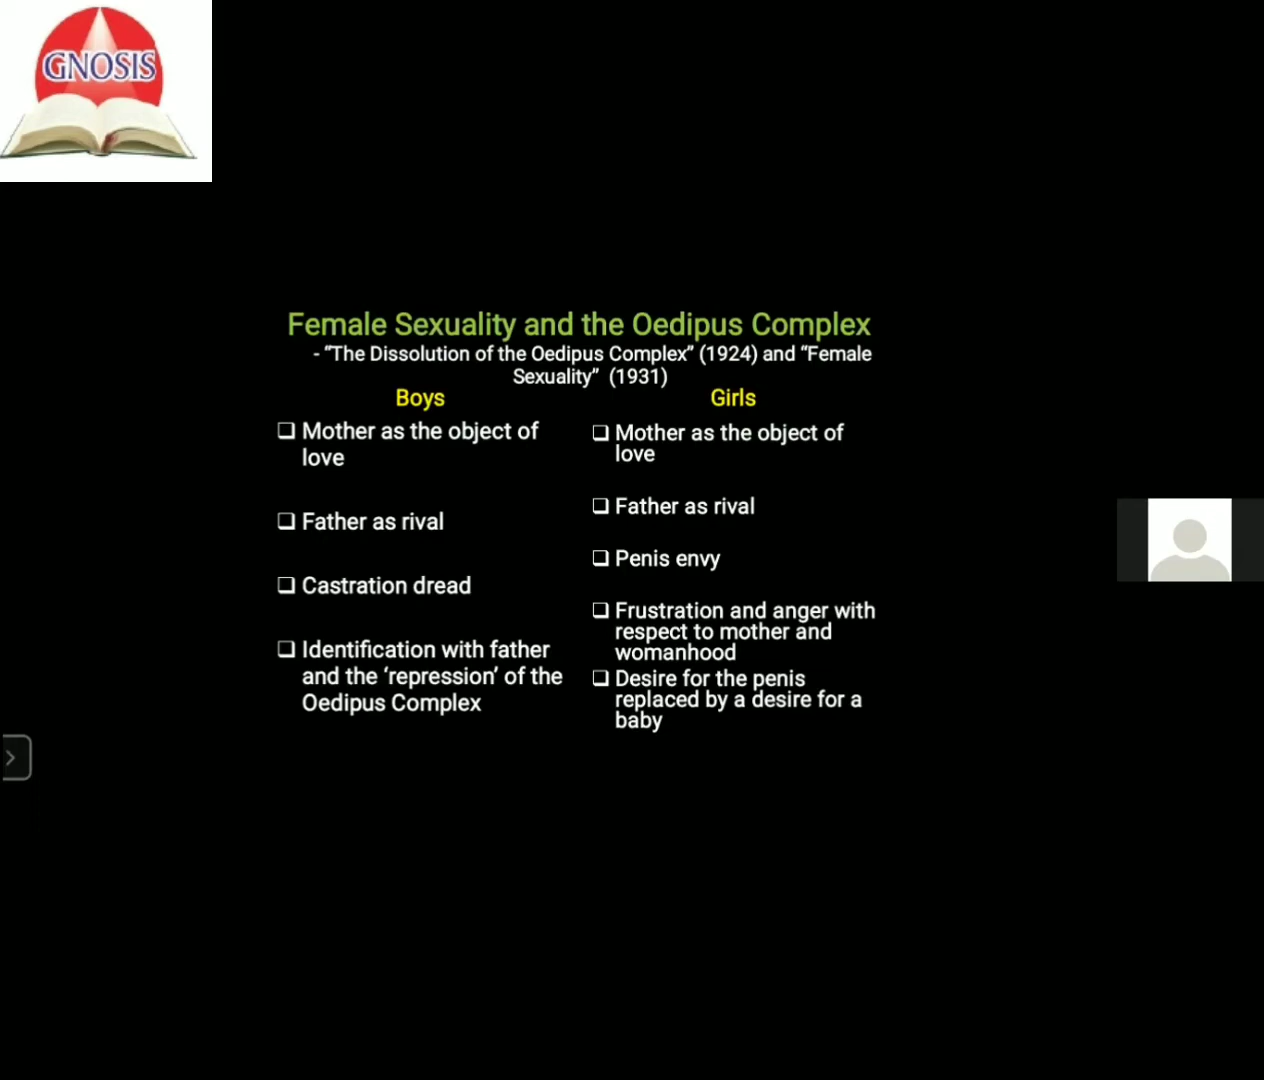 GNOSIS
Female Sexuality and the Oedipus Complex
- “The Dissolution of the Oedipus Complex” (1924) and “Female
Sexuality” (1931)
Boys
❑ Mother as the object of
love
❑ Father as rival
❑ Castration dread
❑ Identification with father
and the ‘repression’ of the
Oedipus Complex
Girls
❑ Mother as the object of
love
❑ Father as rival
❑ Penis envy
❑ Frustration and anger with
respect to mother and
womanhood
❑ Desire for the penis
replaced by a desire for a
baby